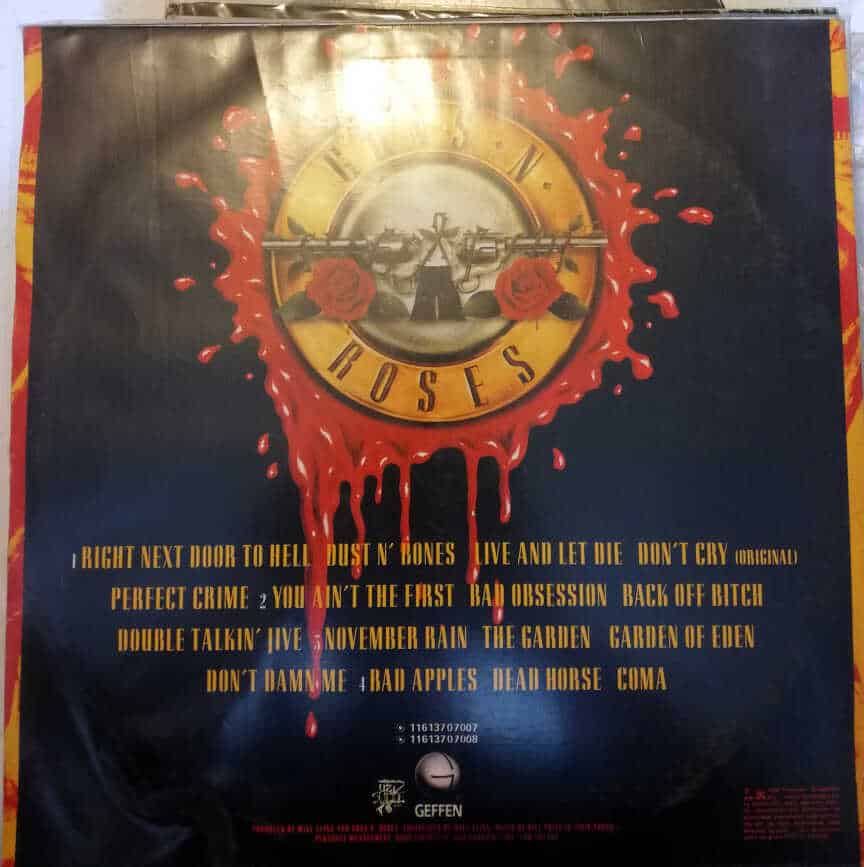 N.
ROSES
1 RIGHT NEXT DOOR TO HELL DUST N' BONES LIVE AND LET DIE DON'T CRY (ORIGINAL)
PERFECT CRIME 2 YOU AIN'T THE FIRST BAD OBSESSION BACK OFF BITCH
DOUBLE TALKIN' JIVE 3 NOVEMBER RAIN THE GARDEN GARDEN OF EDEN
DON'T DAMN ME 4 BAD APPLES DEAD HORSE COMA
11613707007
11613707008
GEFFEN